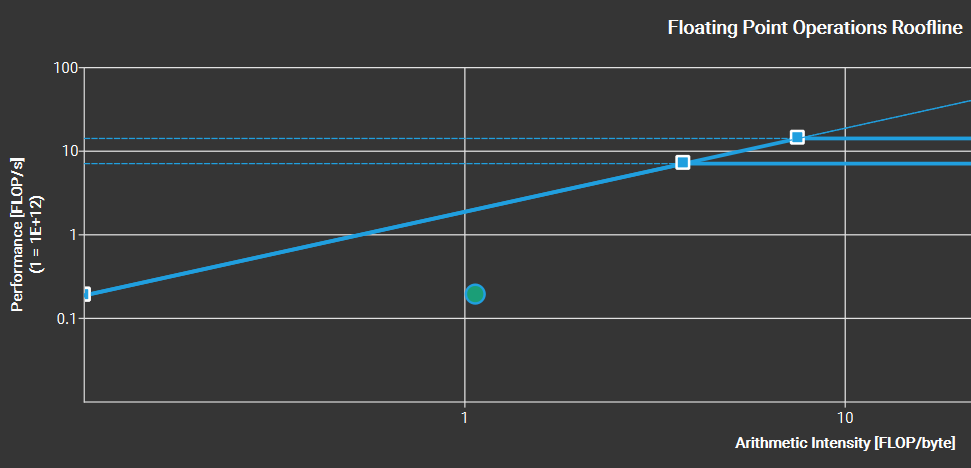 Floating Point Operations Roofline
100
10
1
0.1
Performance [FLOP/s]
(1 = 1E+12)
1
10
Arithmetic Intensity [FLOP/byte]